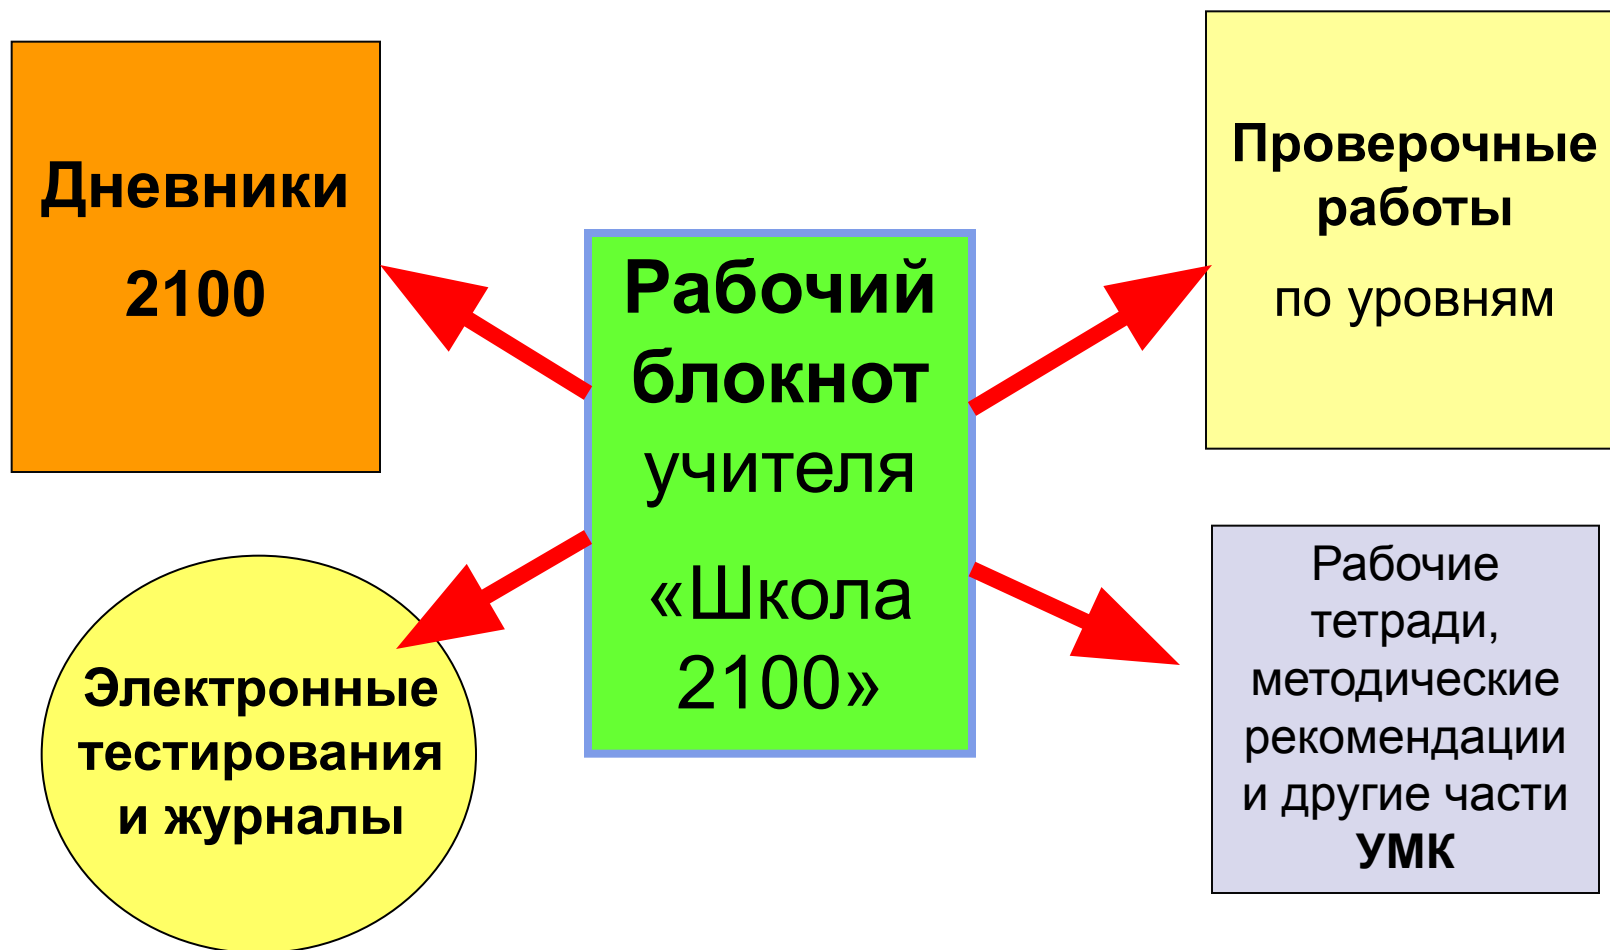 Дневники
2100
Проверочные
работы
по уровням
Рабочий
блокнот
учителя
«Школа
2100»
Электронные
тестирования
и журналы
Рабочие
тетради,
методические
рекомендации
и другие части
УМК